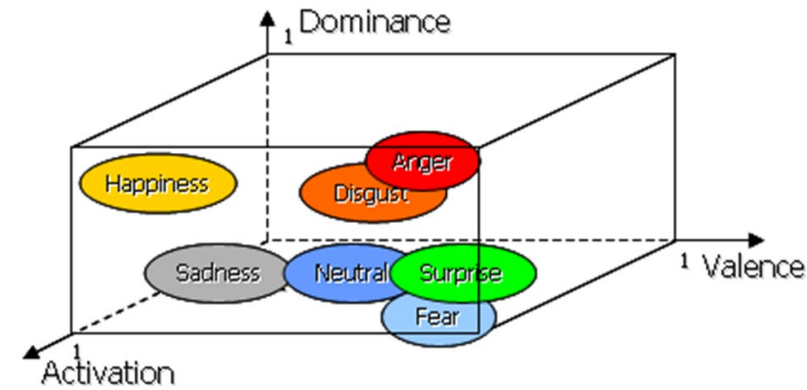 1 Dominance
Anger
Happiness
Disgust
Sadness
Neutral
Surprise
1 Valence
Fear
1
Activation